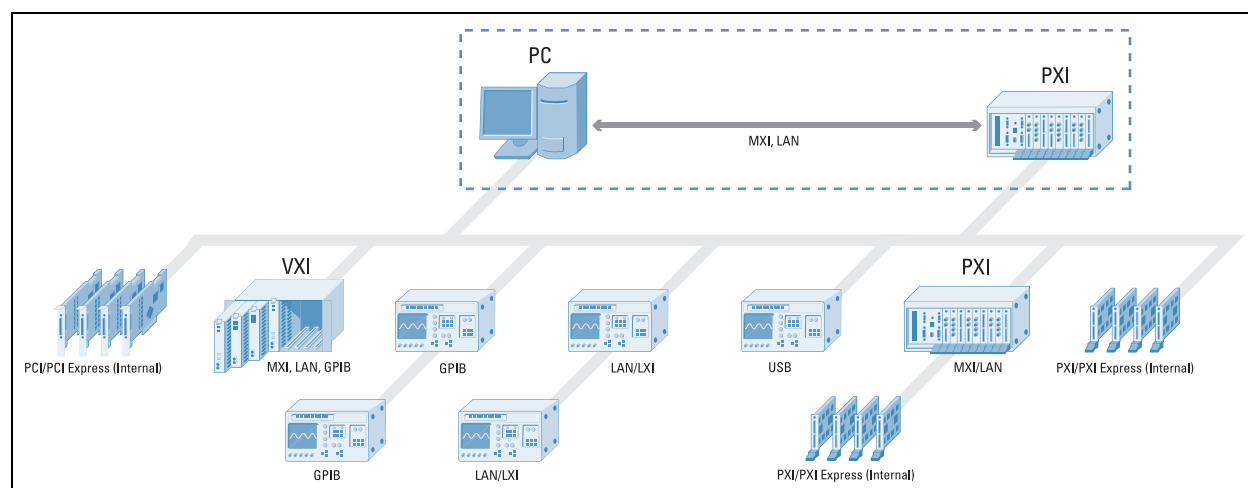 PC
PXI
MXI, LAN
VXI
PXI
PCI/PCI Express (Internal)
MXI, LAN, GPIB
GPIB
LAN/LXI
USB
MXI/LAN
PXI/PXI Express (Internal)
GPIB
LAN/LXI
PXI/PXI Express (Internal)